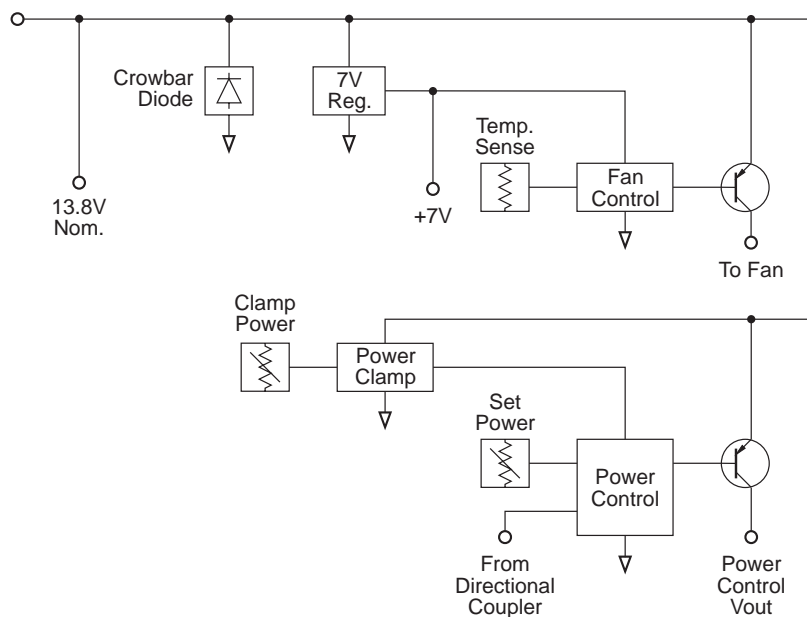 Crowbar
Diode
7V
Reg.
Temp.
Sense
Fan
Control
13.8V
Nom.
+7V
To Fan
Clamp
Power
Power
Clamp
Set
Power
Power
Control
From
Directional
Coupler
Power
Control
Vout